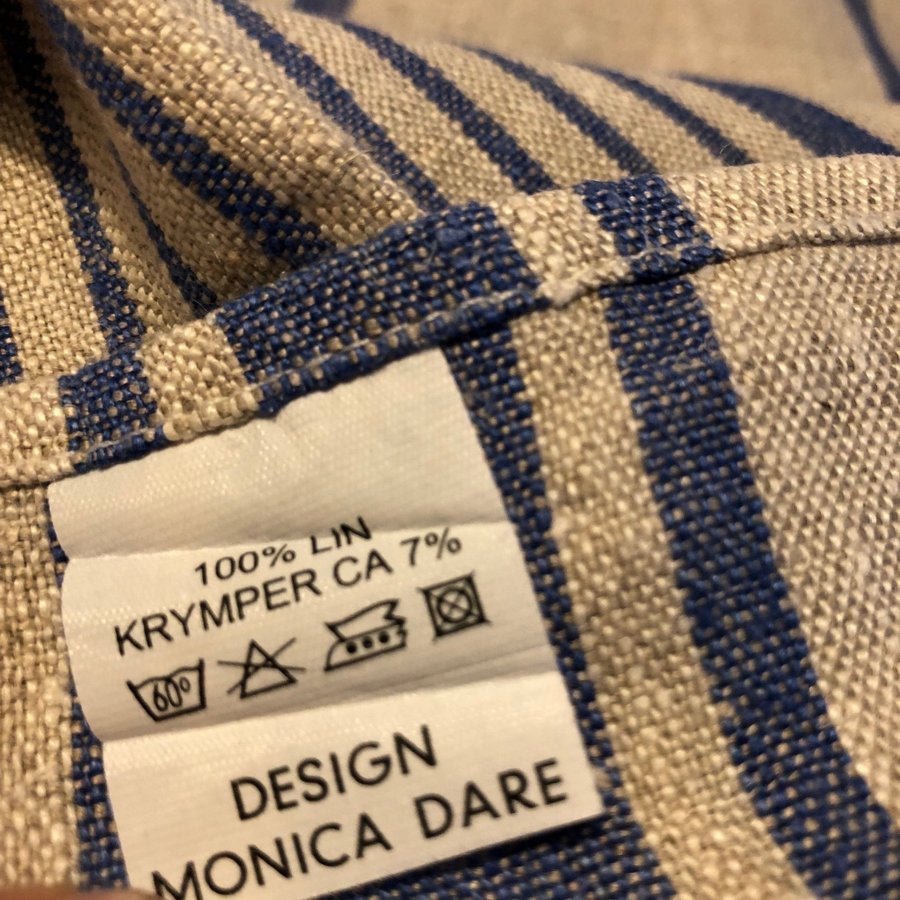 100% LIN
KRYMPER CA 7%
60°
DESIGN
MONICA DARE